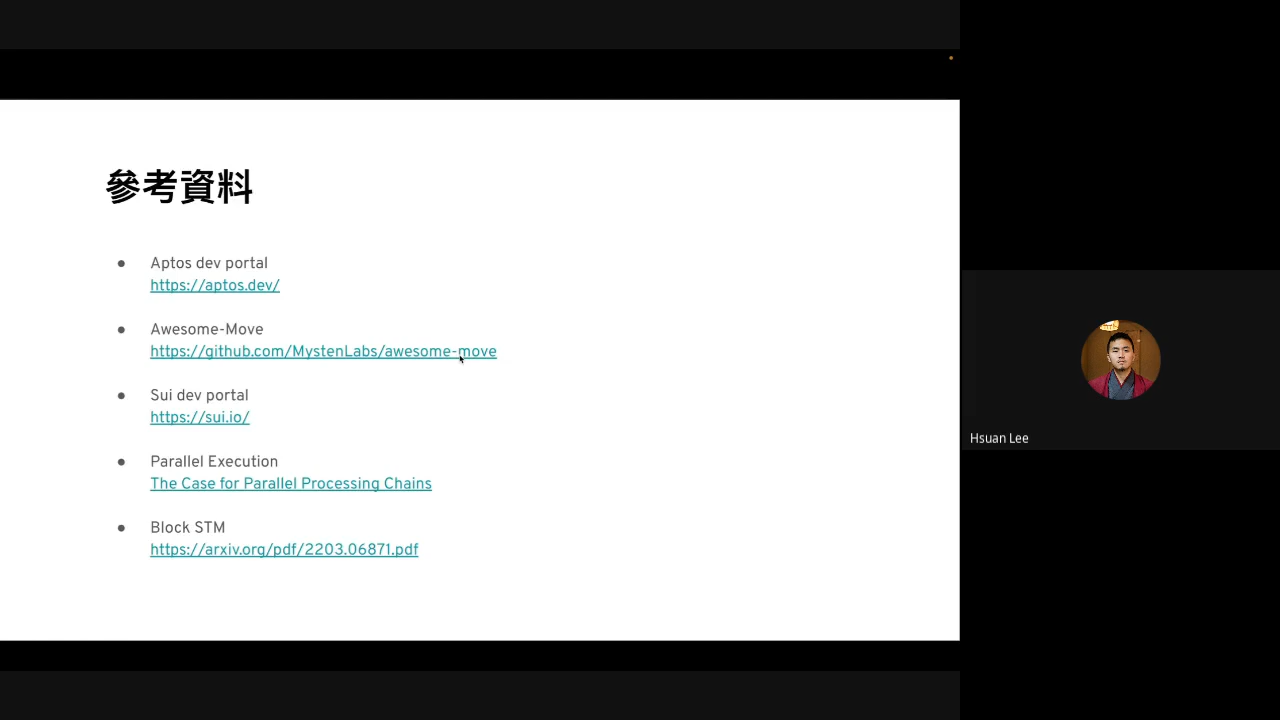 參考資料
● Aptos dev portal
https://aptos.dev/
● Awesome-Move
https://github.com/MystenLabs/awesome-move
● Sui dev portal
https://sui.io/
● Parallel Execution
The Case for Parallel Processing Chains
● Block STM
https://arxiv.org/pdf/2203.06871.pdf
Hsuan Lee